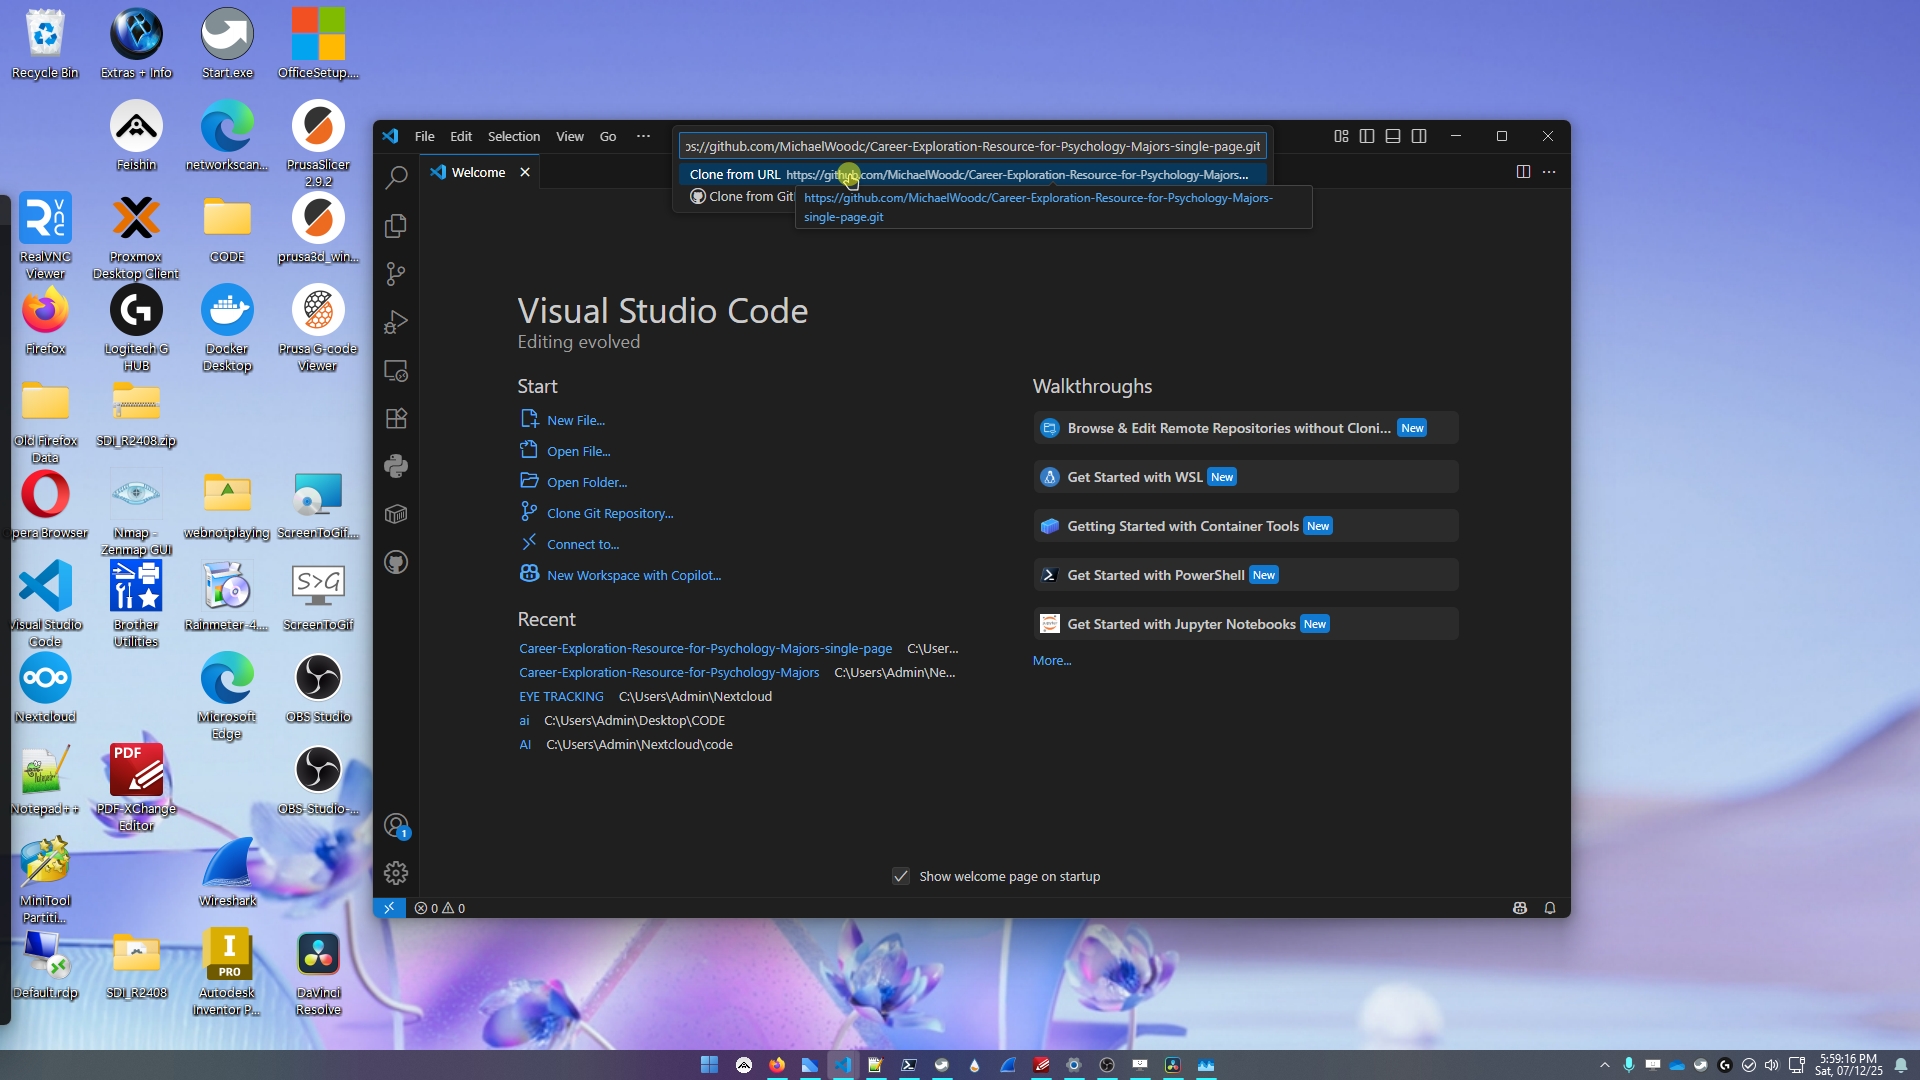 Recycle Bin
Extras + Info
Start.exe
OfficeSetup....
Feishin
networkscan...
PrusaSlicer
2.9.2
RealVNC
Viewer
Proxmox
Desktop Client
CODE
prusa3d_win...
Firefox
Logitech G
HUB
Docker
Desktop
Prusa G-code
Viewer
Old Firefox
Data
SDI_R2408.zip
pera Browser
Nmap -
Zenmap GUI
webnotplaying
ScreenToGif....
isual Studio
Code
Brother
Utilities
Rainmeter-4....
S>G
ScreenToGif
Nextcloud
Microsoft
Edge
OBS Studio
Notepad++
PDF
PDF-XChange
Editor
OBS-Studio-...
MiniTool
Partiti...
Wireshark
Default.rdp
SDI_R2408
I
PRO
Autodesk
Inventor P...
DaVinci
Resolve
File Edit Selection View Go ···
ps://github.com/MichaelWoodc/Career-Exploration-Resource-for-Psychology-Majors-single-page.git
Clone from URL https://github.com/MichaelWoodc/Career-Exploration-Resource-for-Psychology-Majors...
Clone from Git
https://github.com/MichaelWoodc/Career-Exploration-Resource-for-Psychology-Majors-
single-page.git
Welcome
Visual Studio Code
Editing evolved
Start
New File...
Open File...
Open Folder...
Clone Git Repository...
Connect to...
New Workspace with Copilot...
Recent
Career-Exploration-Resource-for-Psychology-Majors-single-page C:\User...
Career-Exploration-Resource-for-Psychology-Majors C:\Users\Admin\Ne...
EYE TRACKING C:\Users\Admin\Nextcloud
ai C:\Users\Admin\Desktop\CODE
AI C:\Users\Admin\Nextcloud\code
Walkthroughs
Browse & Edit Remote Repositories without Cloni... New
Get Started with WSL New
Getting Started with Container Tools New
Get Started with PowerShell New
Get Started with Jupyter Notebooks New
More...
1
Show welcome page on startup
0 0
5:59:16 PM
Sat, 07/12/25